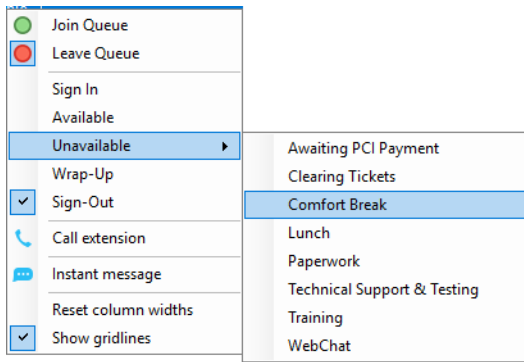 Join Queue
Leave Queue
Sign In
Available
Unavailable
Wrap-Up
Sign-Out
Call extension
Instant message
Reset column widths
Show gridlines
Awaiting PCI Payment
Clearing Tickets
Comfort Break
Lunch
Paperwork
Technical Support & Testing
Training
WebChat